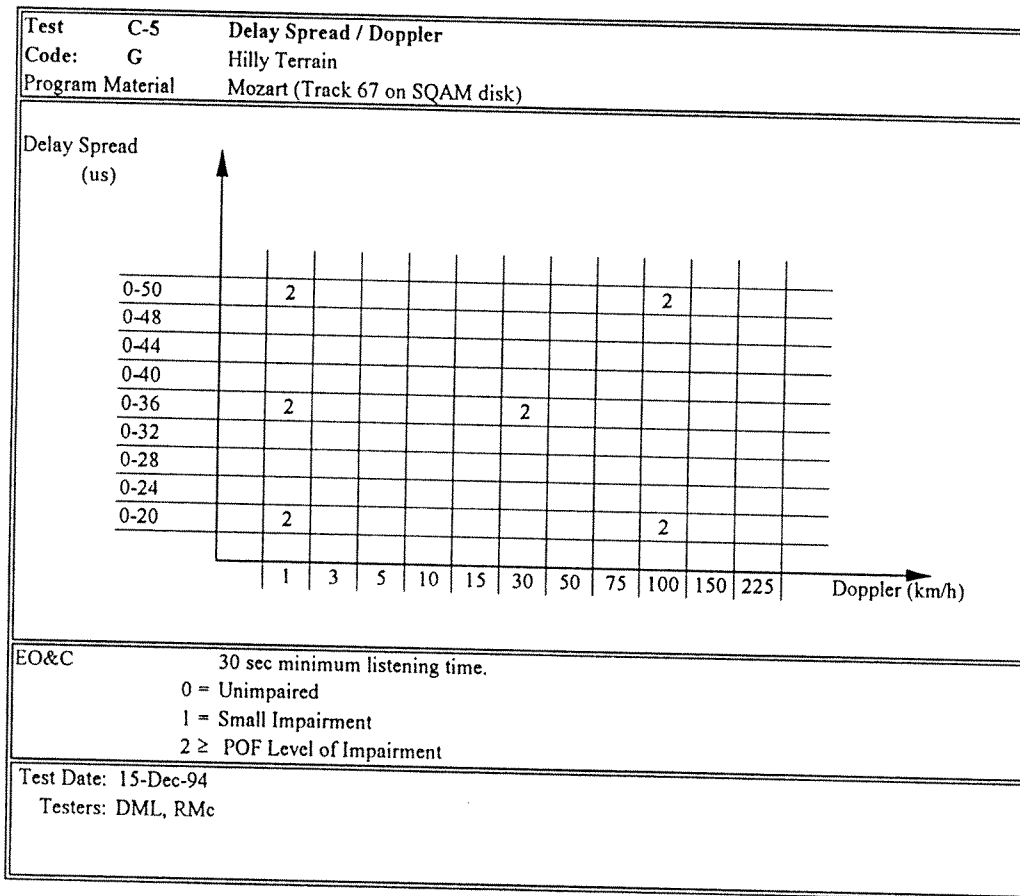 Test C-5 Delay Spread / Doppler
Code: G Hilly Terrain
Program Material Mozart (Track 67 on SQAM disk)
Delay Spread
(us)
0-50 2 2
0-48
0-44
0-40
0-36 2 2
0-32
0-28
0-24
0-20 2 2
1 3 5 10 15 30 50 75 100 150 225 Doppler (km/h)
EO&C 30 sec minimum listening time.
0 = Unimpaired
1 = Small Impairment
2 ≥ POF Level of Impairment
Test Date: 15-Dec-94
Testers: DML, RMc